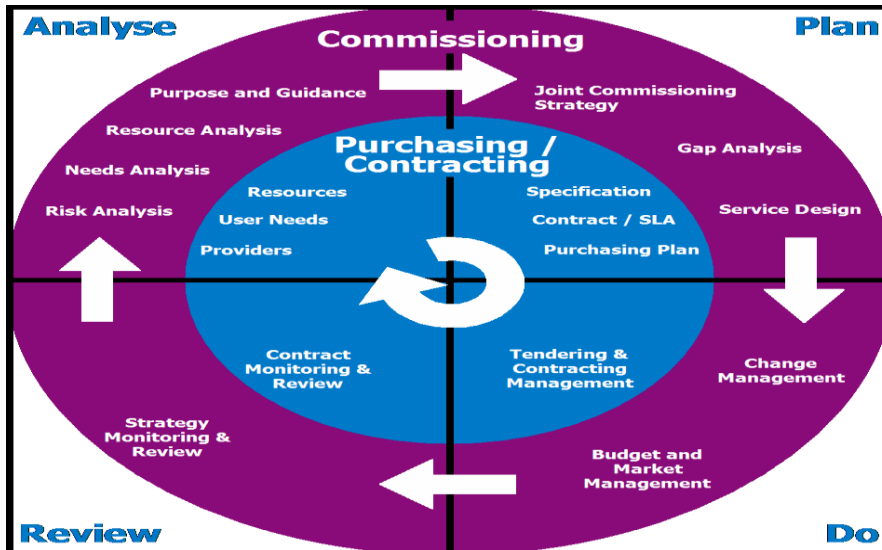 Analyse
Plan
Commissioning
Purpose and Guidance
Resource Analysis
Needs Analysis
Risk Analysis
Joint Commissioning
Strategy
Gap Analysis
Service Design
Purchasing /
Contracting
Resources
User Needs
Providers
Specification
Contract / SLA
Purchasing Plan
Contract
Monitoring &
Review
Tendering &
Contracting
Management
Change
Management
Strategy
Monitoring &
Review
Budget and
Market
Management
Review
Do